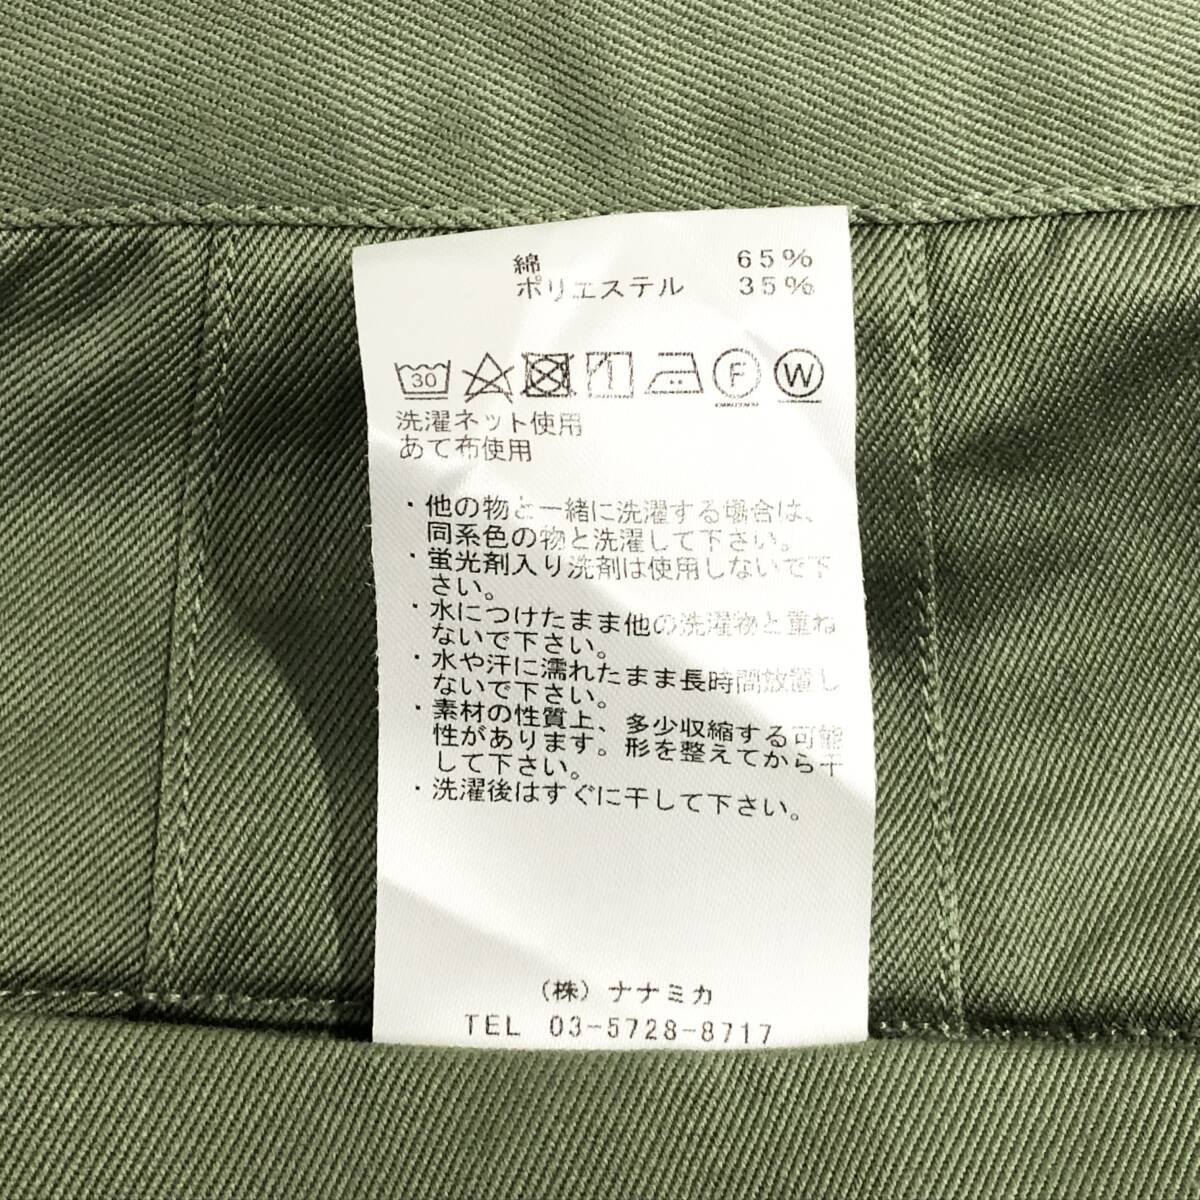 綿 65%
ポリエステル 35%
30 F W
洗濯ネット使用
あて布使用
・他の物と一緒に洗濯する場合は、
同系色の物と洗濯して下さい。
・蛍光剤入り洗剤は使用しないで下
さい。
・水につけたまま他の洗濯物と重ね
ないで下さい。
・水や汗に濡れたまま長時間放置し
ないで下さい。
・素材の性質上、多少収縮する可能
性があります。形を整えてから干
して下さい。
・洗濯後はすぐに干して下さい。
(株)ナナミカ
TEL 03-5728-8717